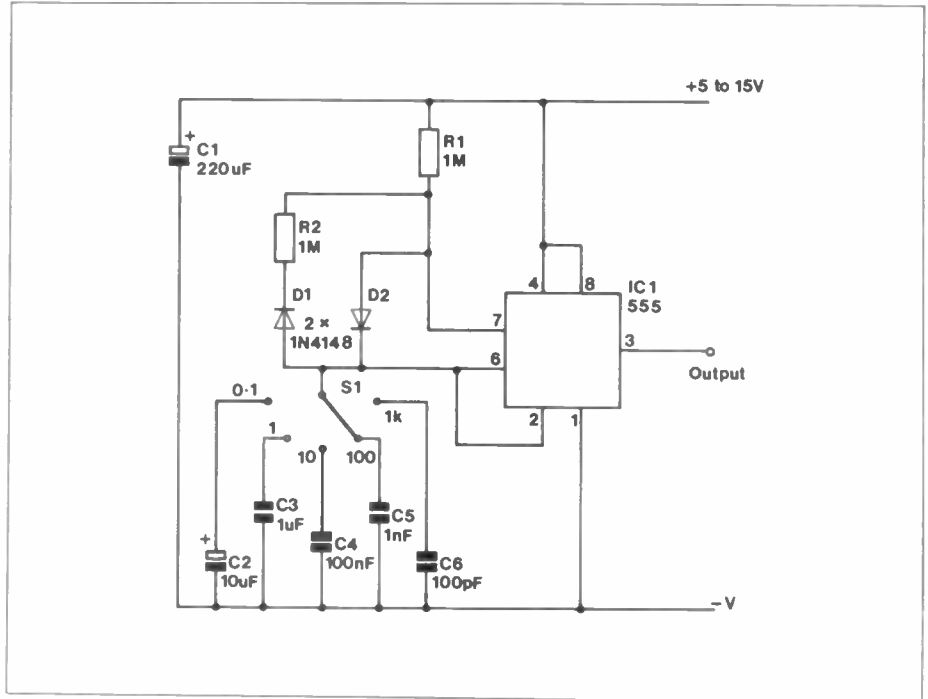 +5 to 15V
R1
1M
+
C1
220uF
R2
1M
D1
D2
2 ×
1N4148
4
8
IC1
555
7
6
3
Output
2
1
S1
0·1
1k
1
10
100
C3
1uF
C5
1nF
+
C2
10uF
C4
100nF
C6
100pF
−V